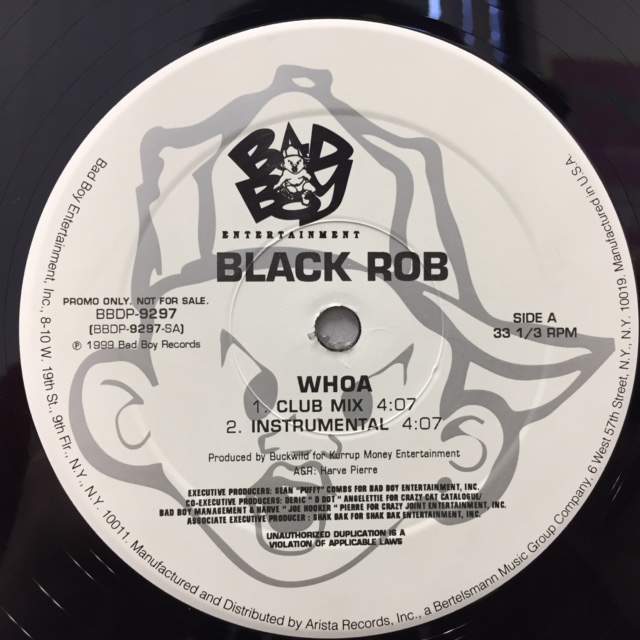 BAD
BOY
ENTERTAINMENT
BLACK ROB
PROMO ONLY. NOT FOR SALE.
BBDP-9297
[BBDP-9297-SA]
℗ 1999 Bad Boy Records
SIDE A
33 1/3 RPM
WHOA
1. CLUB MIX 4:07
2. INSTRUMENTAL 4:07
Produced by Buckwild for Kurrup Money Entertainment
A&R: Harve Pierre
EXECUTIVE PRODUCERS: SEAN "PUFFY" COMBS FOR BAD BOY ENTERTAINMENT, INC.
CO-EXECUTIVE PRODUCERS: DERIC "D DOT" ANGELETTIE FOR CRAZY CAT CATALOGUE/
BAD BOY MANAGEMENT & HARVE "JOE HOOKER" PIERRE FOR CRAZY JOINT ENTERTAINMENT, INC.
ASSOCIATE EXECUTIVE PRODUCER: SHAK BAK FOR SHAK BAK ENTERTAINMENT, INC.
UNAUTHORIZED DUPLICATION IS A
VIOLATION OF APPLICABLE LAWS
Bad Boy Entertainment, Inc., 8-10 W. 19th St., 9th Flr., N.Y., N.Y. 10011. Manufactured and Distributed by Arista Records, Inc., a Bertelsmann Music Group Company, 6 West 57th Street, N.Y., N.Y. 10019. Manufactured in U.S.A.